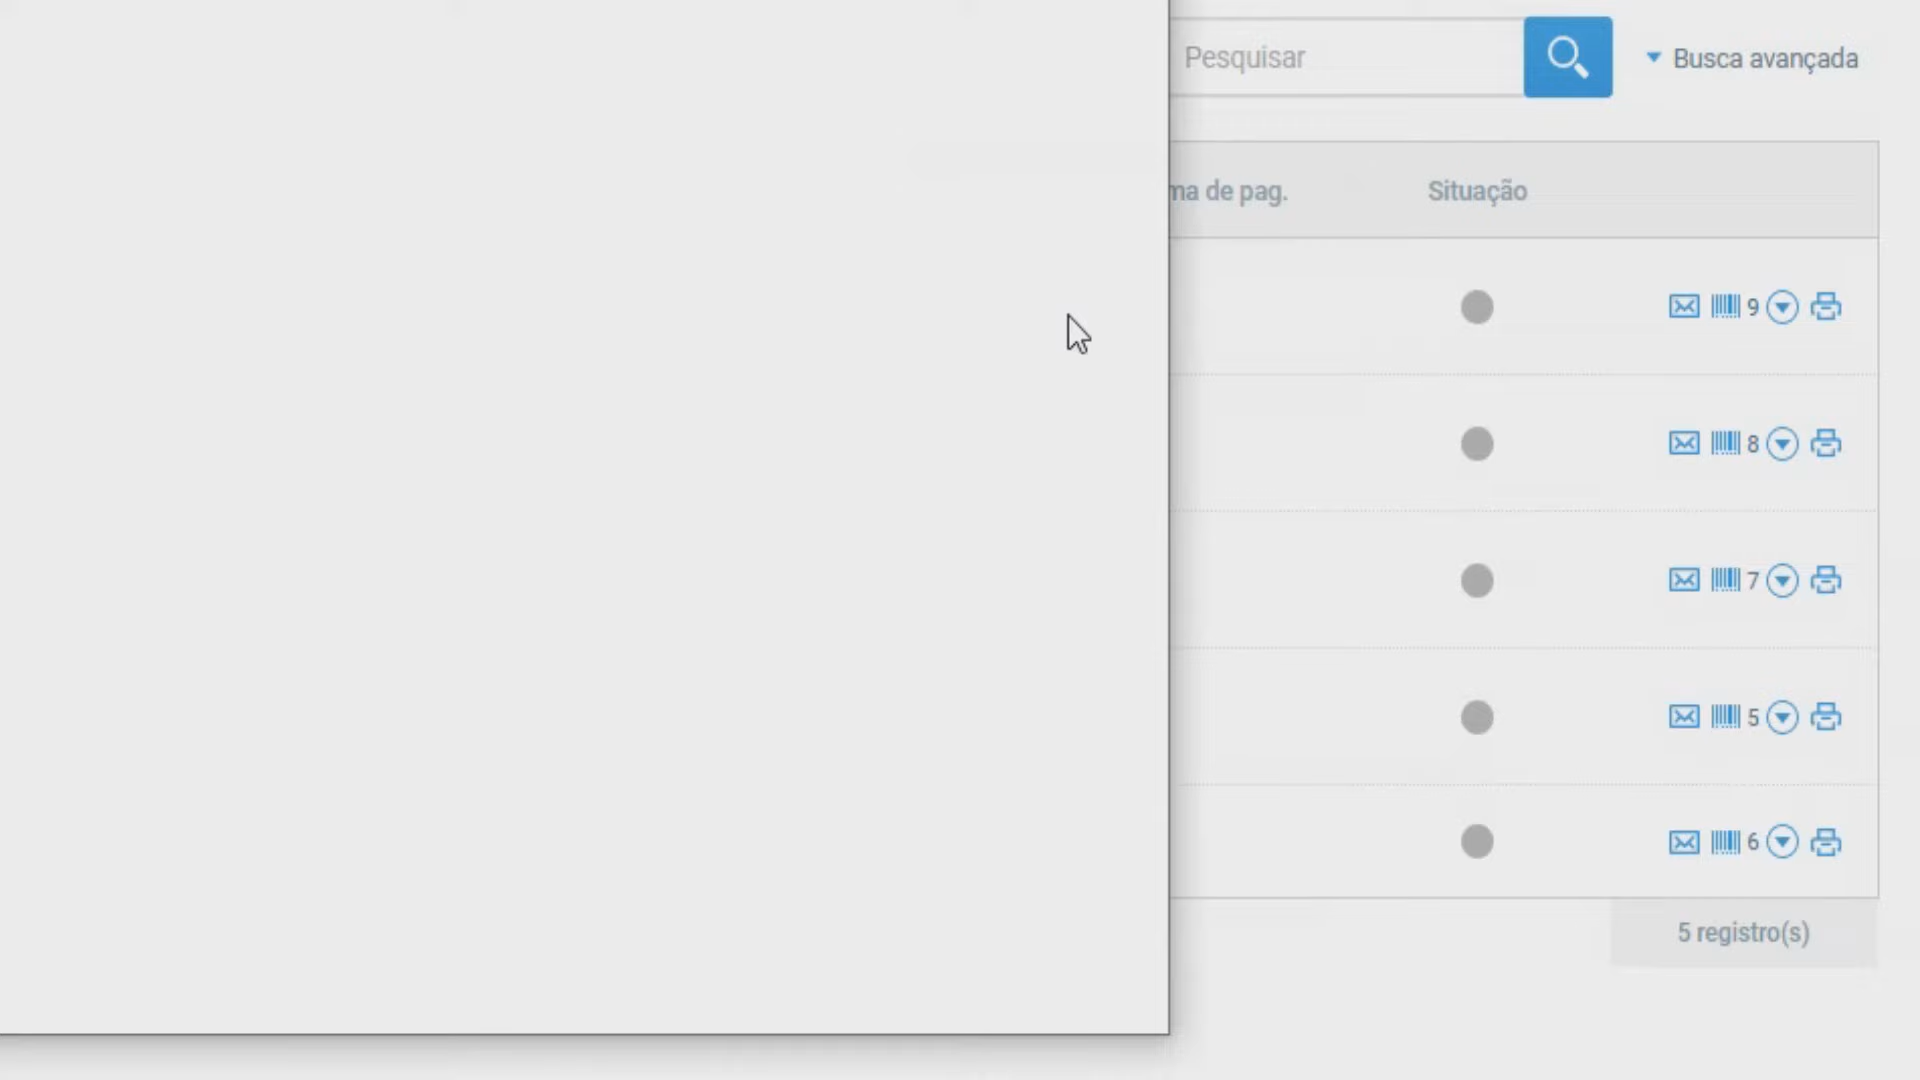 Pesquisar
Busca avançada
ma de pag.
Situação
9
8
7
5
6
5 registro(s)